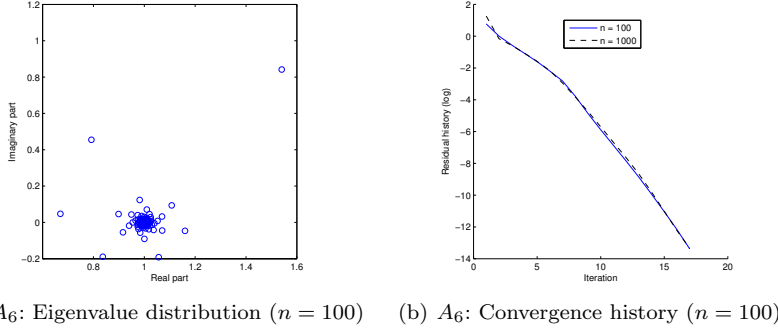 1.2
1
0.8
0.6
0.4
0.2
0
−0.2
Imaginary part
0.8 1 1.2 1.4 1.6
Real part
2
0
−2
−4
−6
−8
−10
−12
−14
Residual history (log)
n = 100
n = 1000
0 5 10 15 20
Iteration
A₆: Eigenvalue distribution (n = 100)
(b) A₆: Convergence history (n = 100)